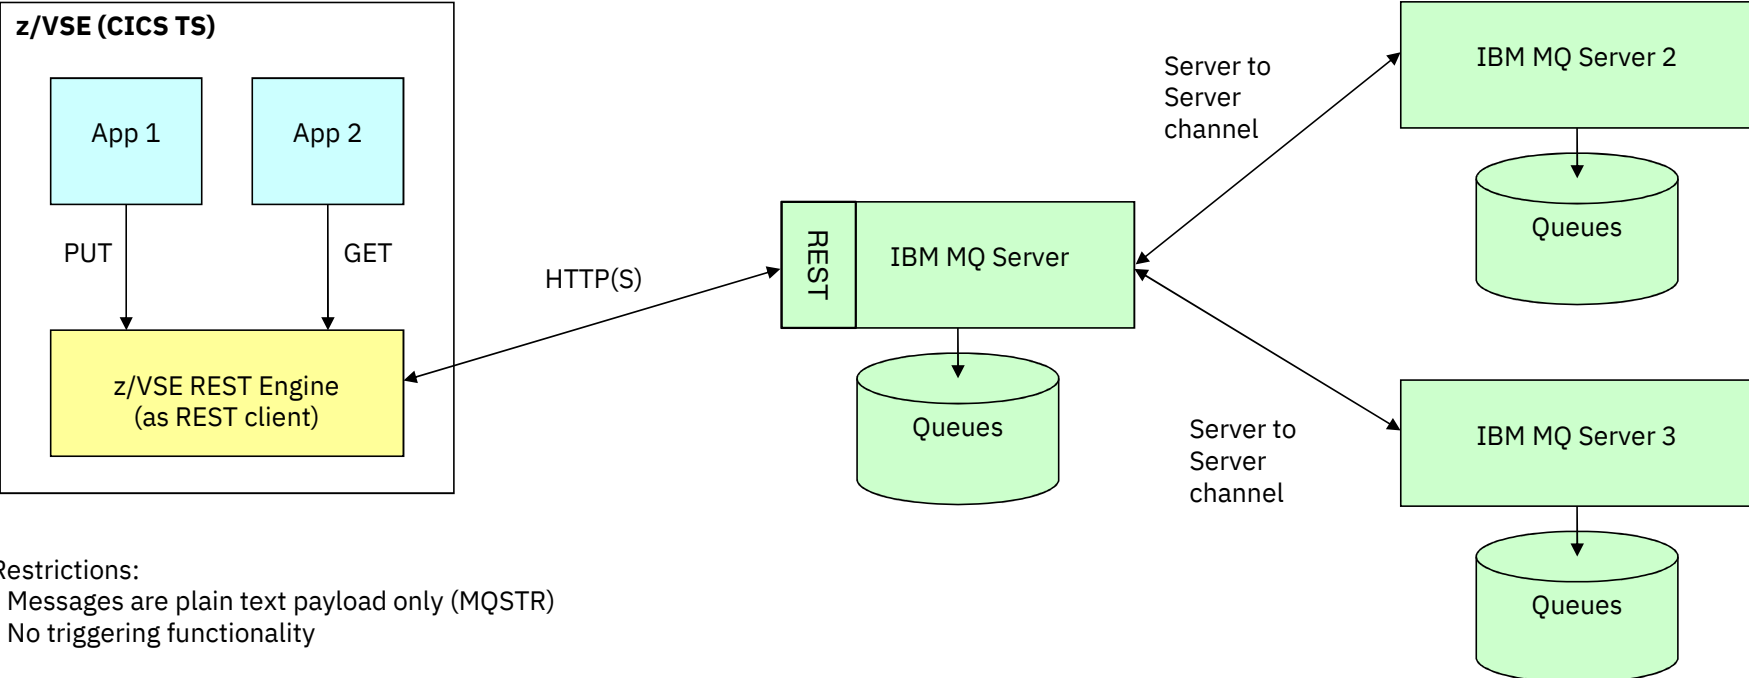 z/VSE (CICS TS)
App 1
App 2
PUT
GET
z/VSE REST Engine
(as REST client)
HTTP(S)
REST
IBM MQ Server
Queues
Server to
Server
channel
IBM MQ Server 2
Queues
Server to
Server
channel
IBM MQ Server 3
Queues
Restrictions:
Messages are plain text payload only (MQSTR)
No triggering functionality